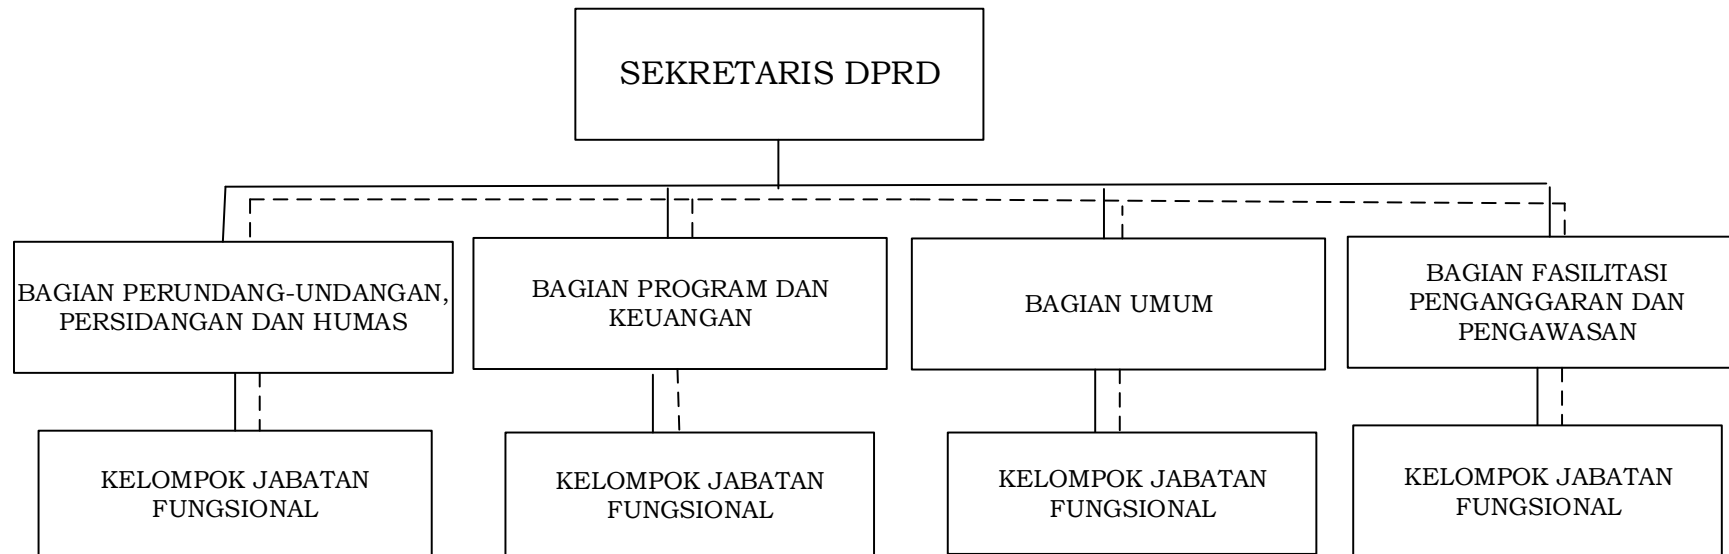 SEKRETARIS DPRD
BAGIAN PERUNDANG-UNDANGAN,
PERSIDANGAN DAN HUMAS
BAGIAN PROGRAM DAN
KEUANGAN
BAGIAN UMUM
BAGIAN FASILITASI
PENGANGGARAN DAN
PENGAWASAN
KELOMPOK JABATAN
FUNGSIONAL
KELOMPOK JABATAN
FUNGSIONAL
KELOMPOK JABATAN
FUNGSIONAL
KELOMPOK JABATAN
FUNGSIONAL